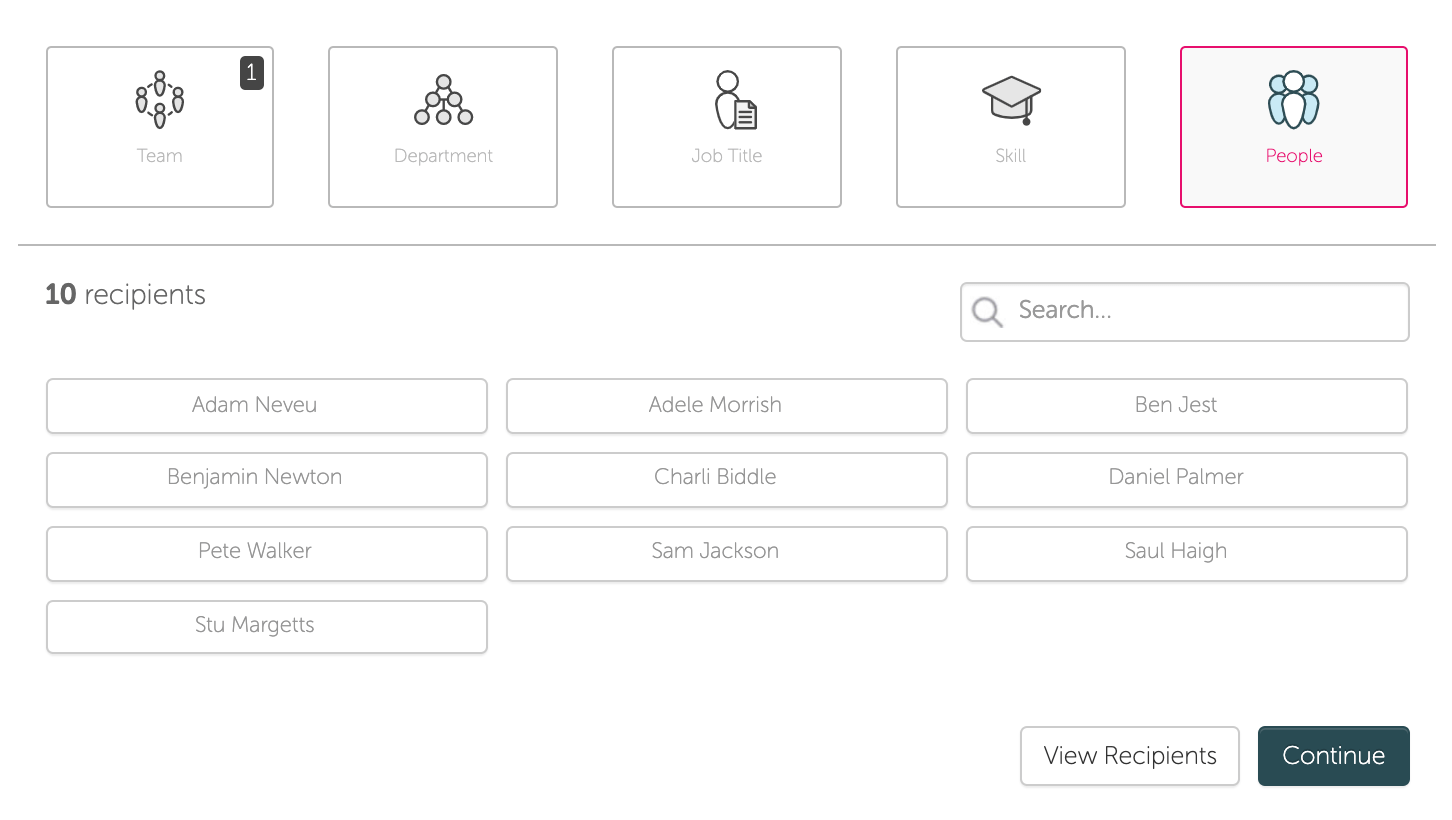 1
Team
Department
Job Title
Skill
People
10 recipients
Search...
Adam Neveu
Adele Morrish
Ben Jest
Benjamin Newton
Charli Biddle
Daniel Palmer
Pete Walker
Sam Jackson
Saul Haigh
Stu Margetts
View Recipients
Continue